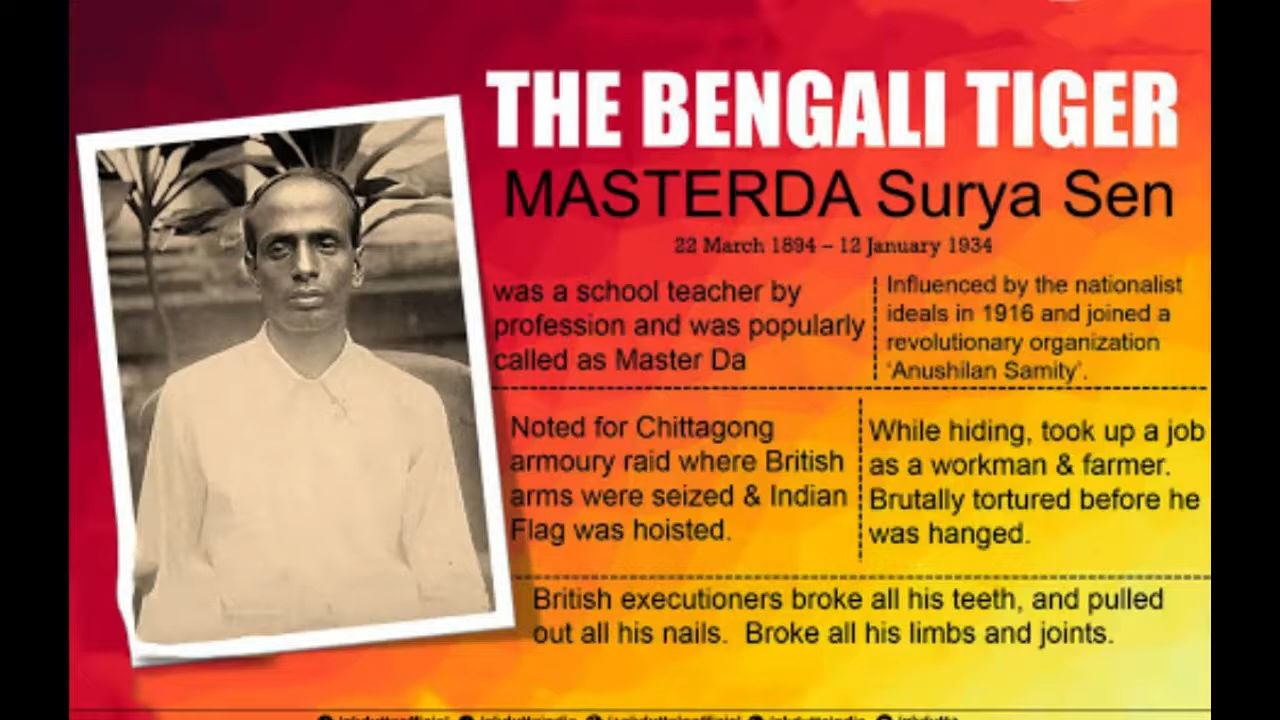 THE BENGALI TIGER
MASTERDA Surya Sen
22 March 1894 – 12 January 1934
was a school teacher by
profession and was popularly
called as Master Da
Influenced by the nationalist
ideals in 1916 and joined a
revolutionary organization
‘Anushilan Samity’.
Noted for Chittagong
armoury raid where British
arms were seized & Indian
Flag was hoisted.
While hiding, took up a job
as a workman & farmer.
Brutally tortured before he
was hanged.
British executioners broke all his teeth, and pulled
out all his nails.  Broke all his limbs and joints.